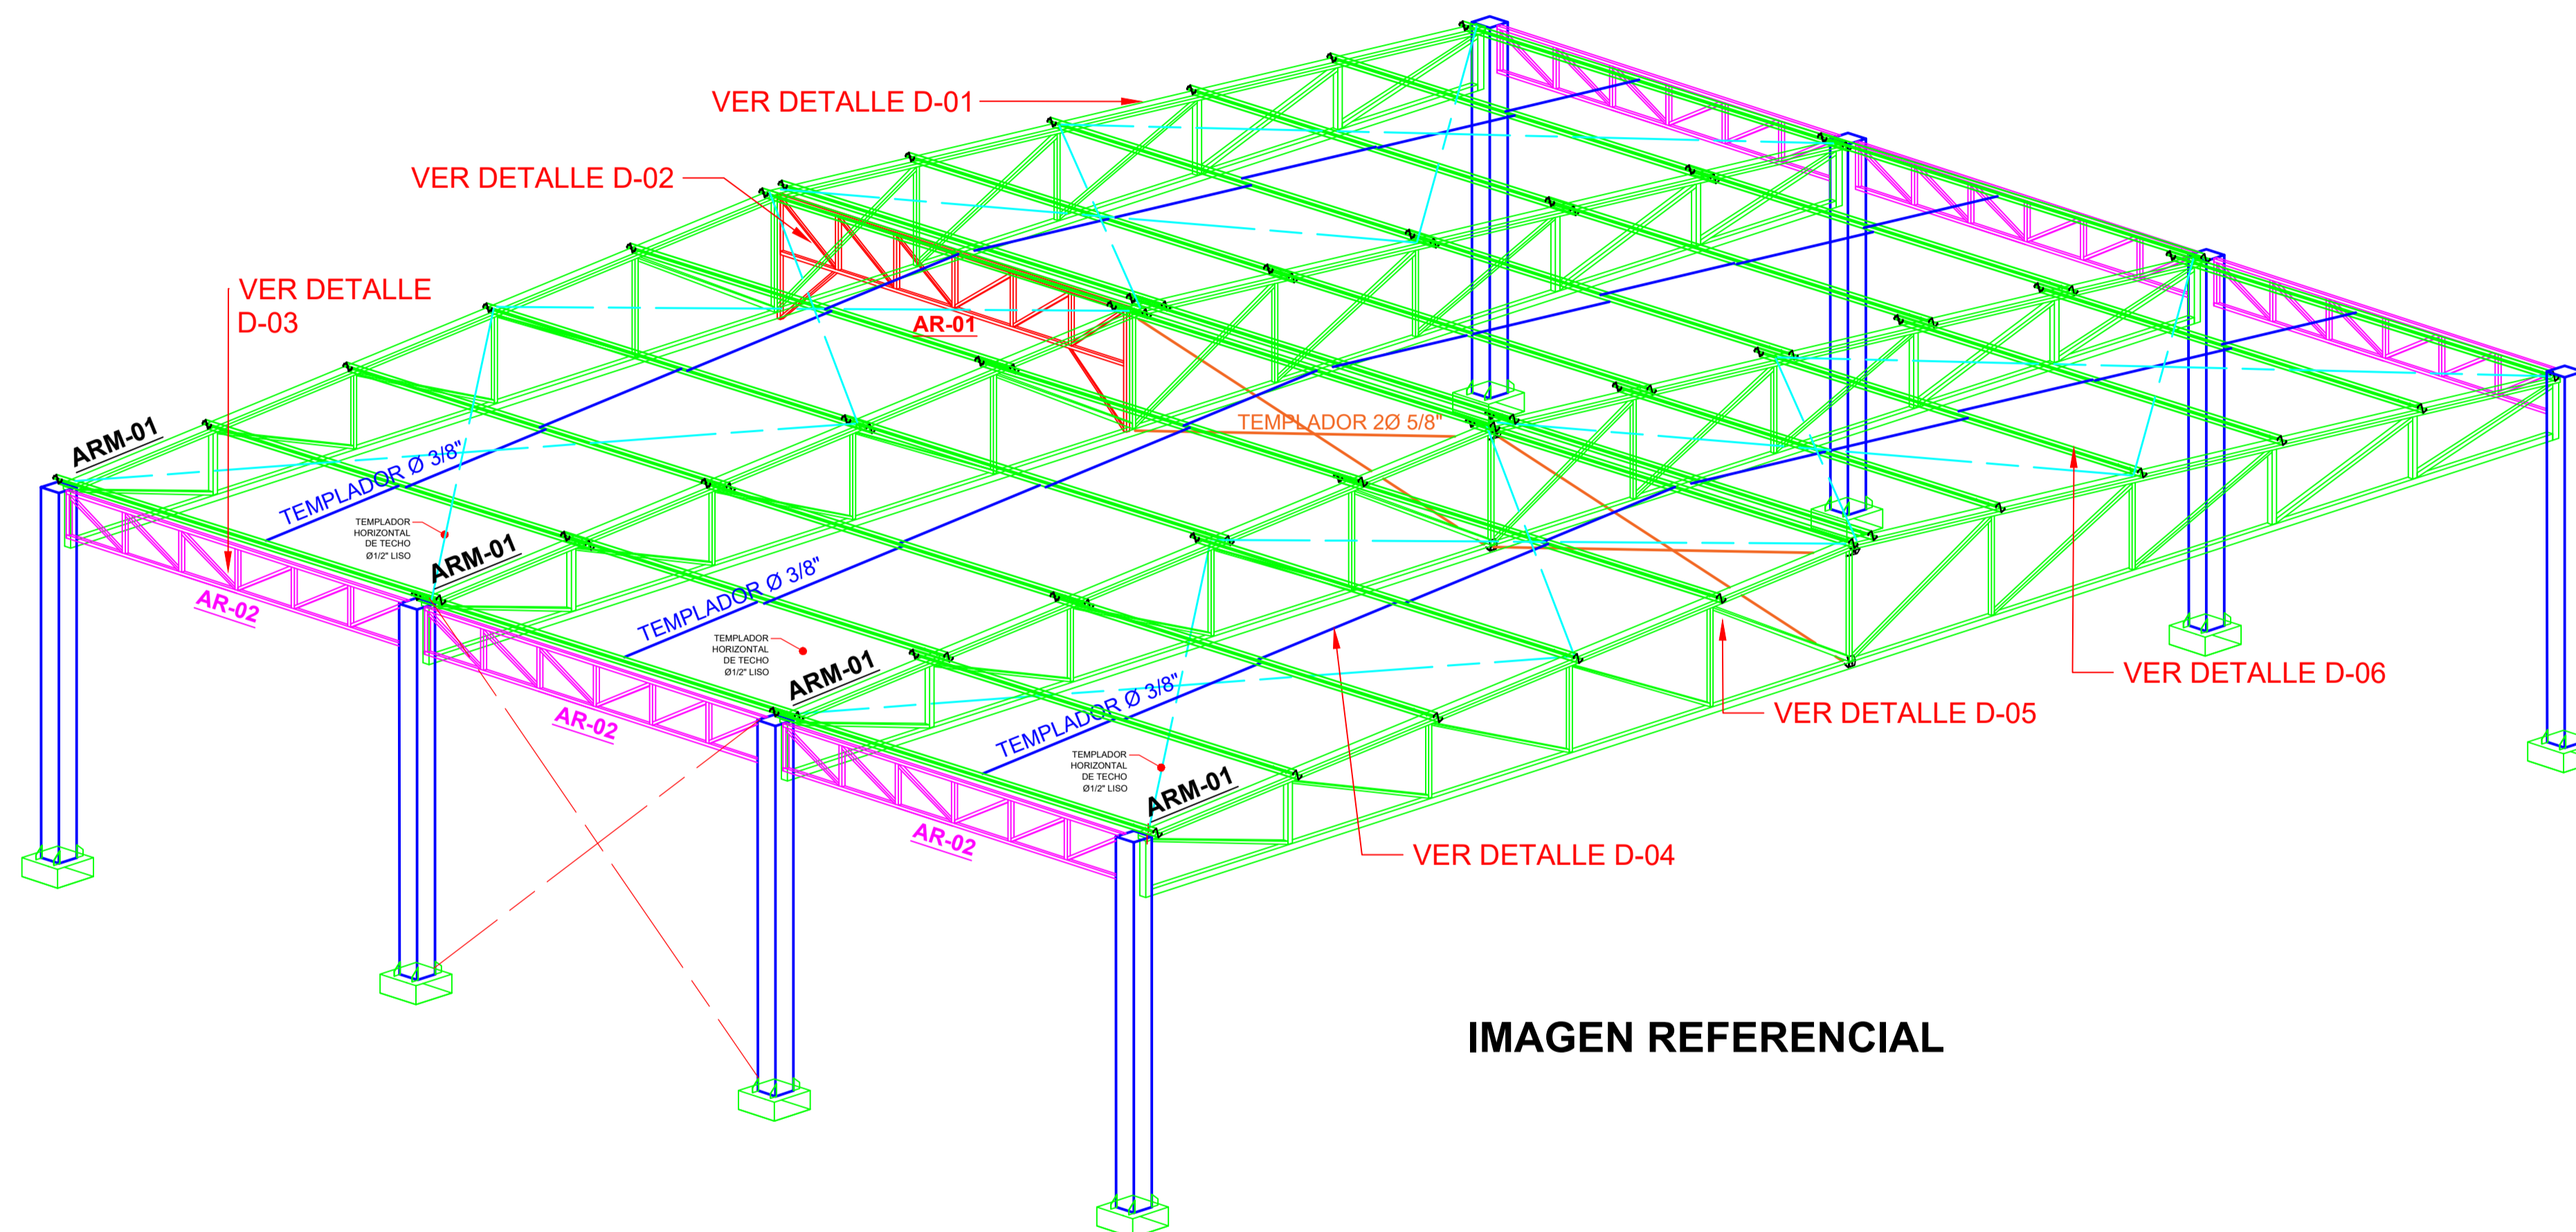 VER DETALLE D-01
VER DETALLE D-02
VER DETALLE
D-03
AR-01
ARM-01
TEMPLADOR Ø 3/8"
TEMPLADOR 2Ø 5/8"
TEMPLADOR
HORIZONTAL
DE TECHO
Ø1/2" LISO
ARM-01
AR-02
TEMPLADOR Ø 3/8"
TEMPLADOR
HORIZONTAL
DE TECHO
Ø1/2" LISO
ARM-01
AR-02
TEMPLADOR Ø 3/8"
TEMPLADOR
HORIZONTAL
DE TECHO
Ø1/2" LISO
ARM-01
AR-02
VER DETALLE D-06
VER DETALLE D-05
VER DETALLE D-04
IMAGEN REFERENCIAL